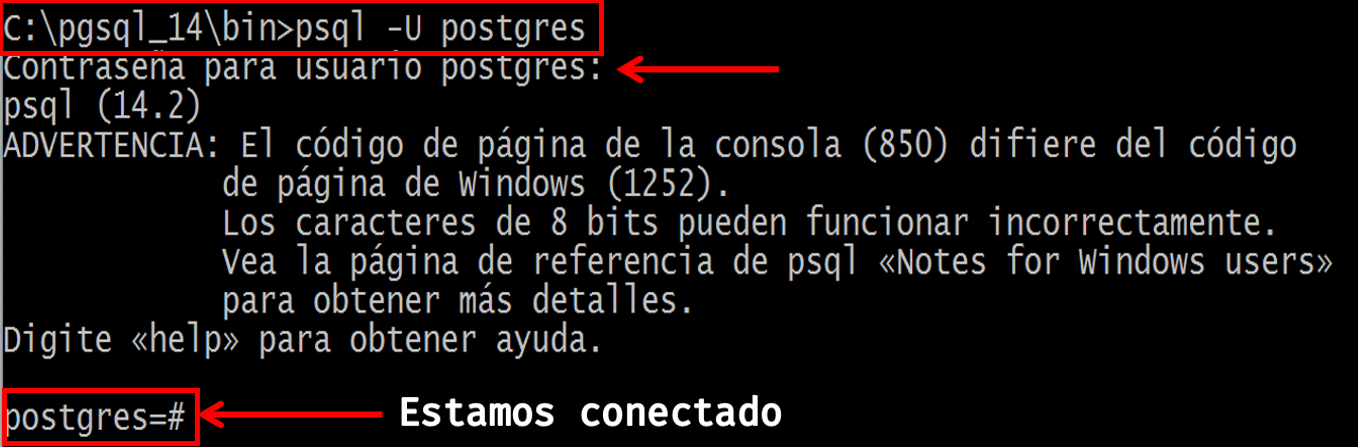 C:\pgsql_14\bin>psql -U postgres
Contraseña para usuario postgres:
psql (14.2)
ADVERTENCIA: El código de página de la consola (850) difiere del código
de página de Windows (1252).
Los caracteres de 8 bits pueden funcionar incorrectamente.
Vea la página de referencia de psql «Notes for Windows users»
para obtener más detalles.
Digite «help» para obtener ayuda.
postgres=# Estamos conectado